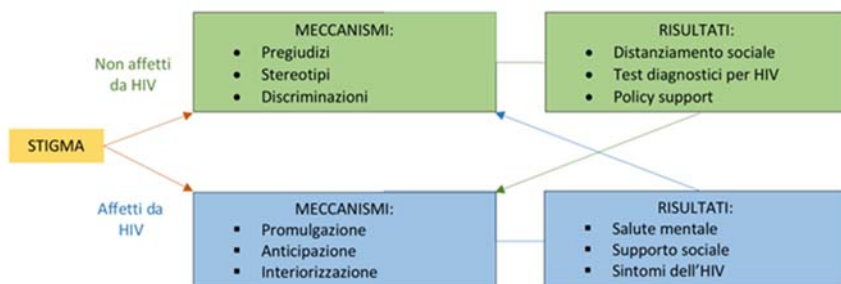 MECCANISMI:
• Pregiudizi
• Stereotipi
• Discriminazioni
RISULTATI:
• Distanziamento sociale
• Test diagnostici per HIV
• Policy support
Non affetti
da HIV
STIGMA
Affetti da
HIV
MECCANISMI:
▪ Promulgazione
▪ Anticipazione
▪ Interiorizzazione
RISULTATI:
▪ Salute mentale
▪ Supporto sociale
▪ Sintomi dell'HIV